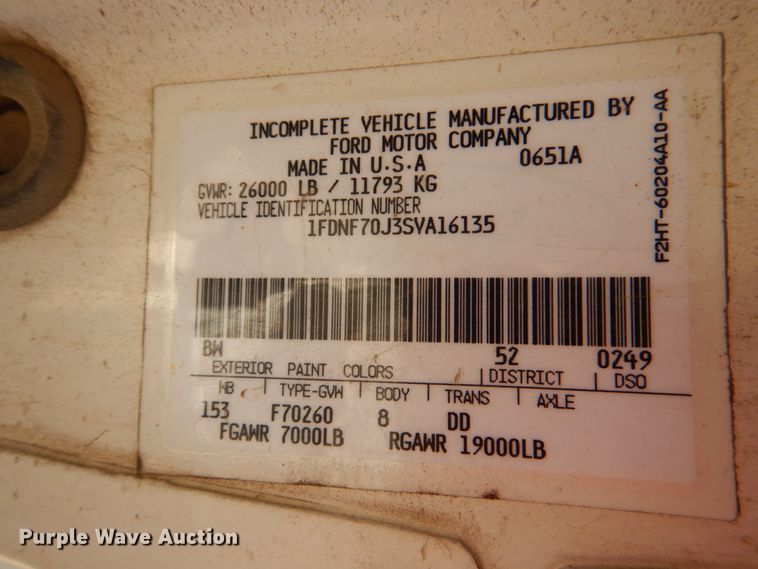 INCOMPLETE VEHICLE MANUFACTURED BY
FORD MOTOR COMPANY
MADE IN U.S.A 0651A
GVWR: 26000 LB / 11793 KG
VEHICLE IDENTIFICATION NUMBER
1FDNF70J3SVA16135
F2HT-60204A10-AA
BW 52 0249
EXTERIOR PAINT COLORS DISTRICT DSO
WB TYPE-GVW BODY TRANS AXLE
153 F70260 8 DD
FGAWR 7000LB RGAWR 19000LB
Purple Wave Auction